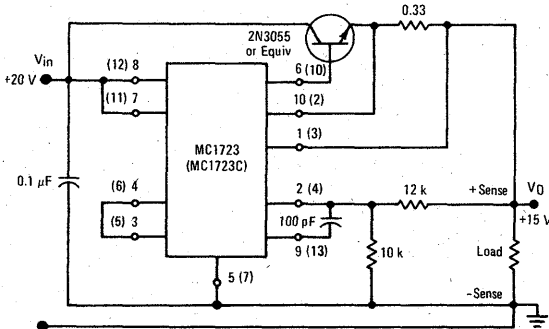 0.33
2N3055
or Equiv
Vin
+20 V
(12) 8
(11) 7
6 (10)
10 (2)
1 (3)
MC1723
(MC1723C)
0.1 μF
(6) 4
(5) 3
2 (4)
100 pF
9 (13)
12 k
10 k
+Sense
VO
+15 V
Load
5 (7)
-Sense